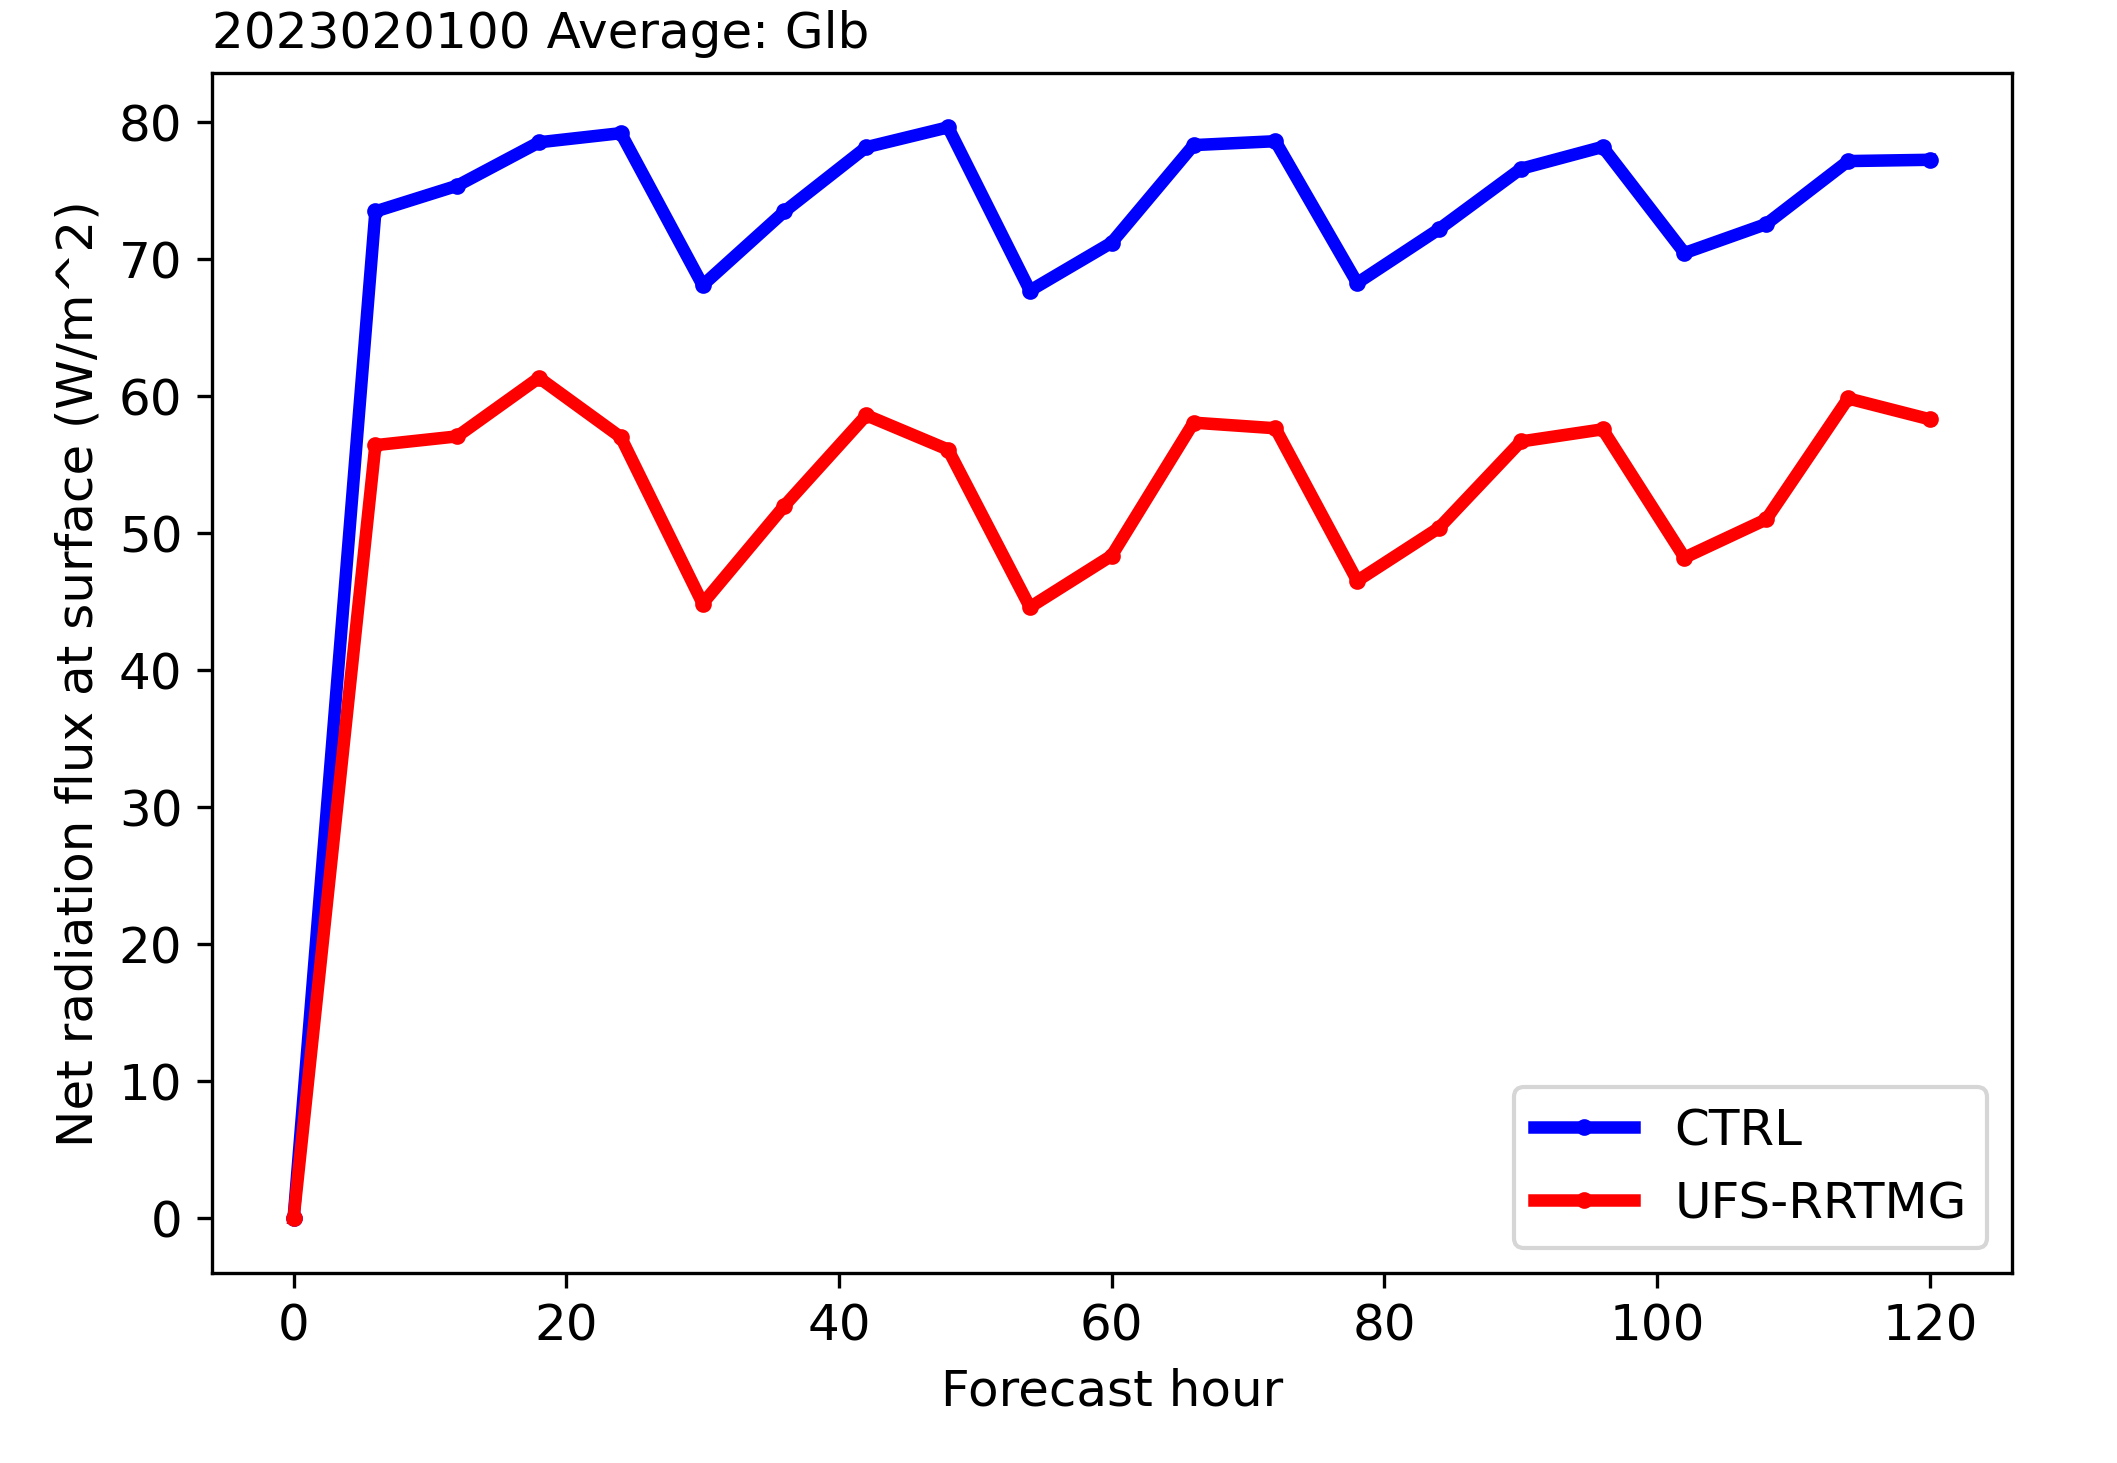 2023020100 Average: Glb
Net radiation flux at surface (W/m^2)
80
70
60
50
40
30
20
10
0
0 20 40 60 80 100 120
Forecast hour
CTRL
UFS-RRTMG